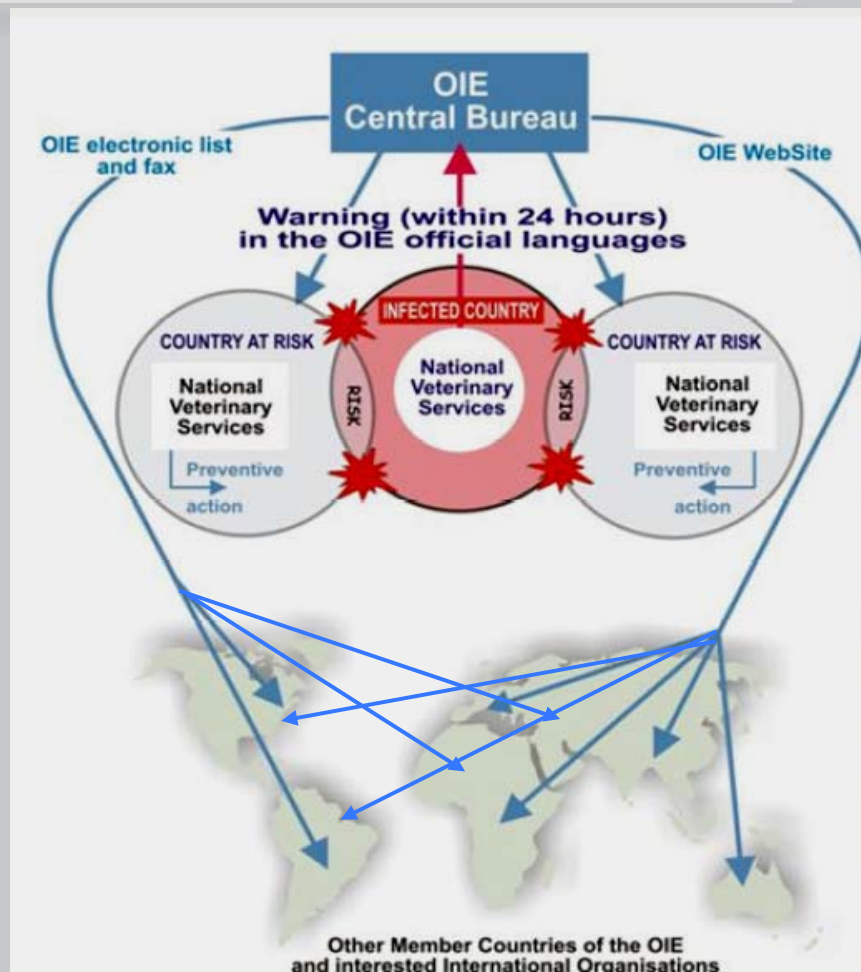 OIE
Central Bureau
OIE electronic list
and fax
OIE WebSite
Warning (within 24 hours)
in the OIE official languages
INFECTED COUNTRY
COUNTRY AT RISK
National
Veterinary
Services
Preventive
action
RISK
National
Veterinary
Services
RISK
COUNTRY AT RISK
National
Veterinary
Services
Preventive
action
Other Member Countries of the OIE
and interested International Organisations